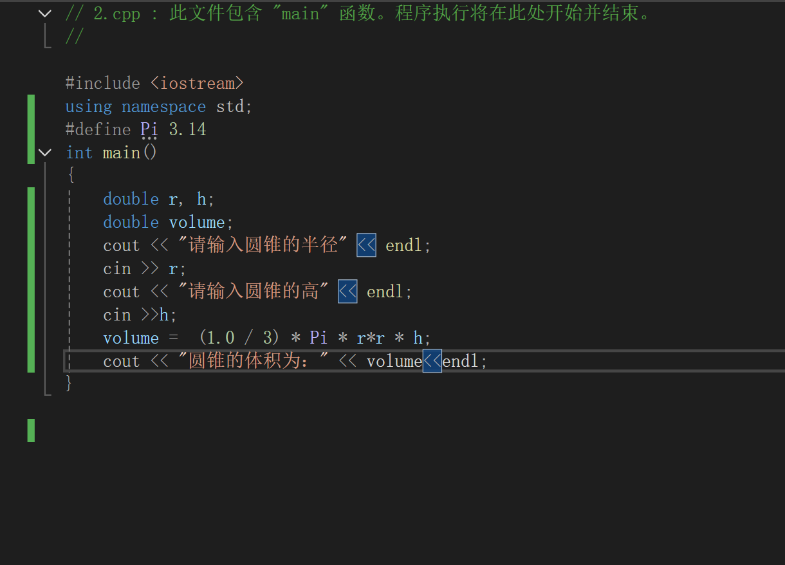 // 2.cpp : 此文件包含 "main" 函数。程序执行将在此处开始并结束。
//
#include <iostream>
using namespace std;
#define Pi 3.14
int main()
{
double r, h;
double volume;
cout << "请输入圆锥的半径" << endl;
cin >> r;
cout << "请输入圆锥的高" << endl;
cin >>h;
volume =  (1.0 / 3) * Pi * r*r * h;
cout << "圆锥的体积为：" << volume<<endl;
}